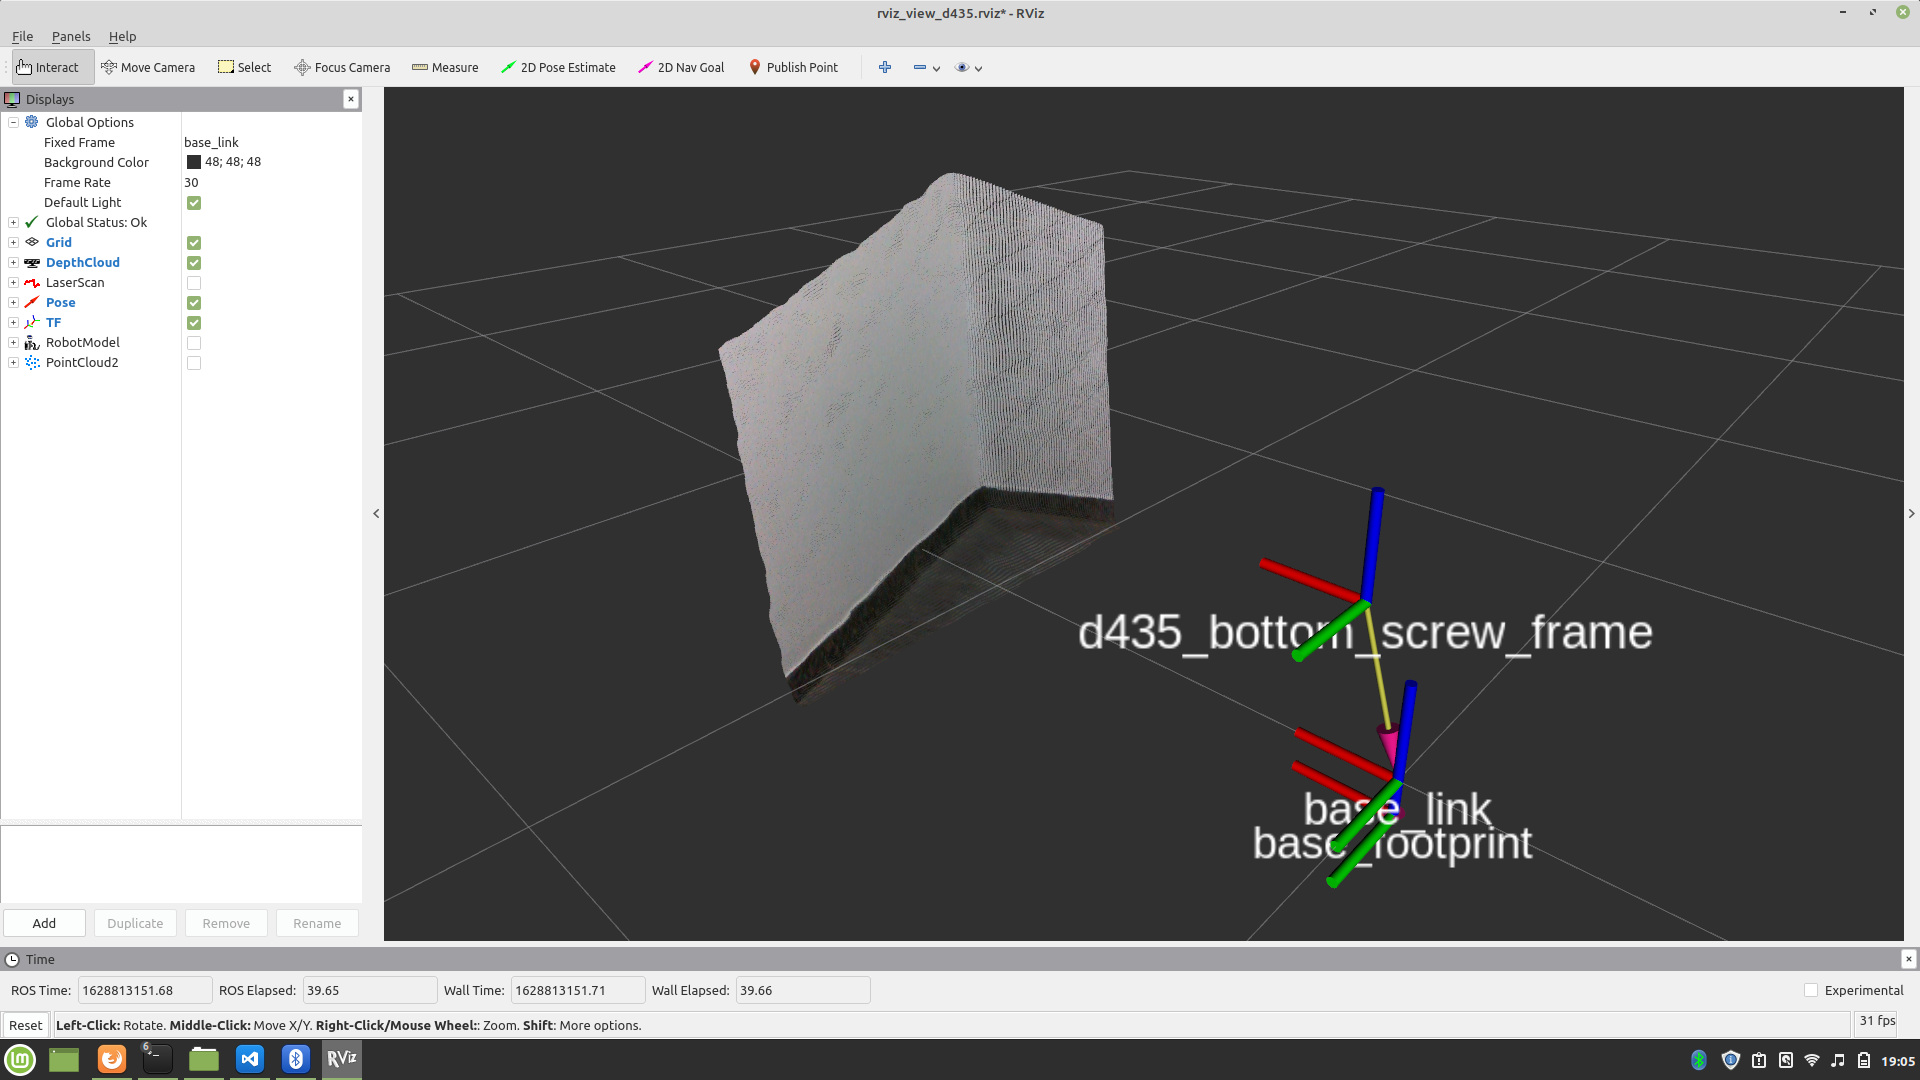 rviz_view_d435.rviz* - RViz
File Panels Help
Interact Move Camera Select Focus Camera Measure 2D Pose Estimate 2D Nav Goal Publish Point
Displays
Global Options
Fixed Frame base_link
Background Color 48; 48; 48
Frame Rate 30
Default Light
Global Status: Ok
Grid
DepthCloud
LaserScan
Pose
TF
RobotModel
PointCloud2
d435_bottom_screw_frame
base_link
base_footprint
Add Duplicate Remove Rename
Time
ROS Time: 1628813151.68 ROS Elapsed: 39.65 Wall Time: 1628813151.71 Wall Elapsed: 39.66 Experimental
Reset Left-Click: Rotate. Middle-Click: Move X/Y. Right-Click/Mouse Wheel:: Zoom. Shift: More options. 31 fps
6 RViz 19:05